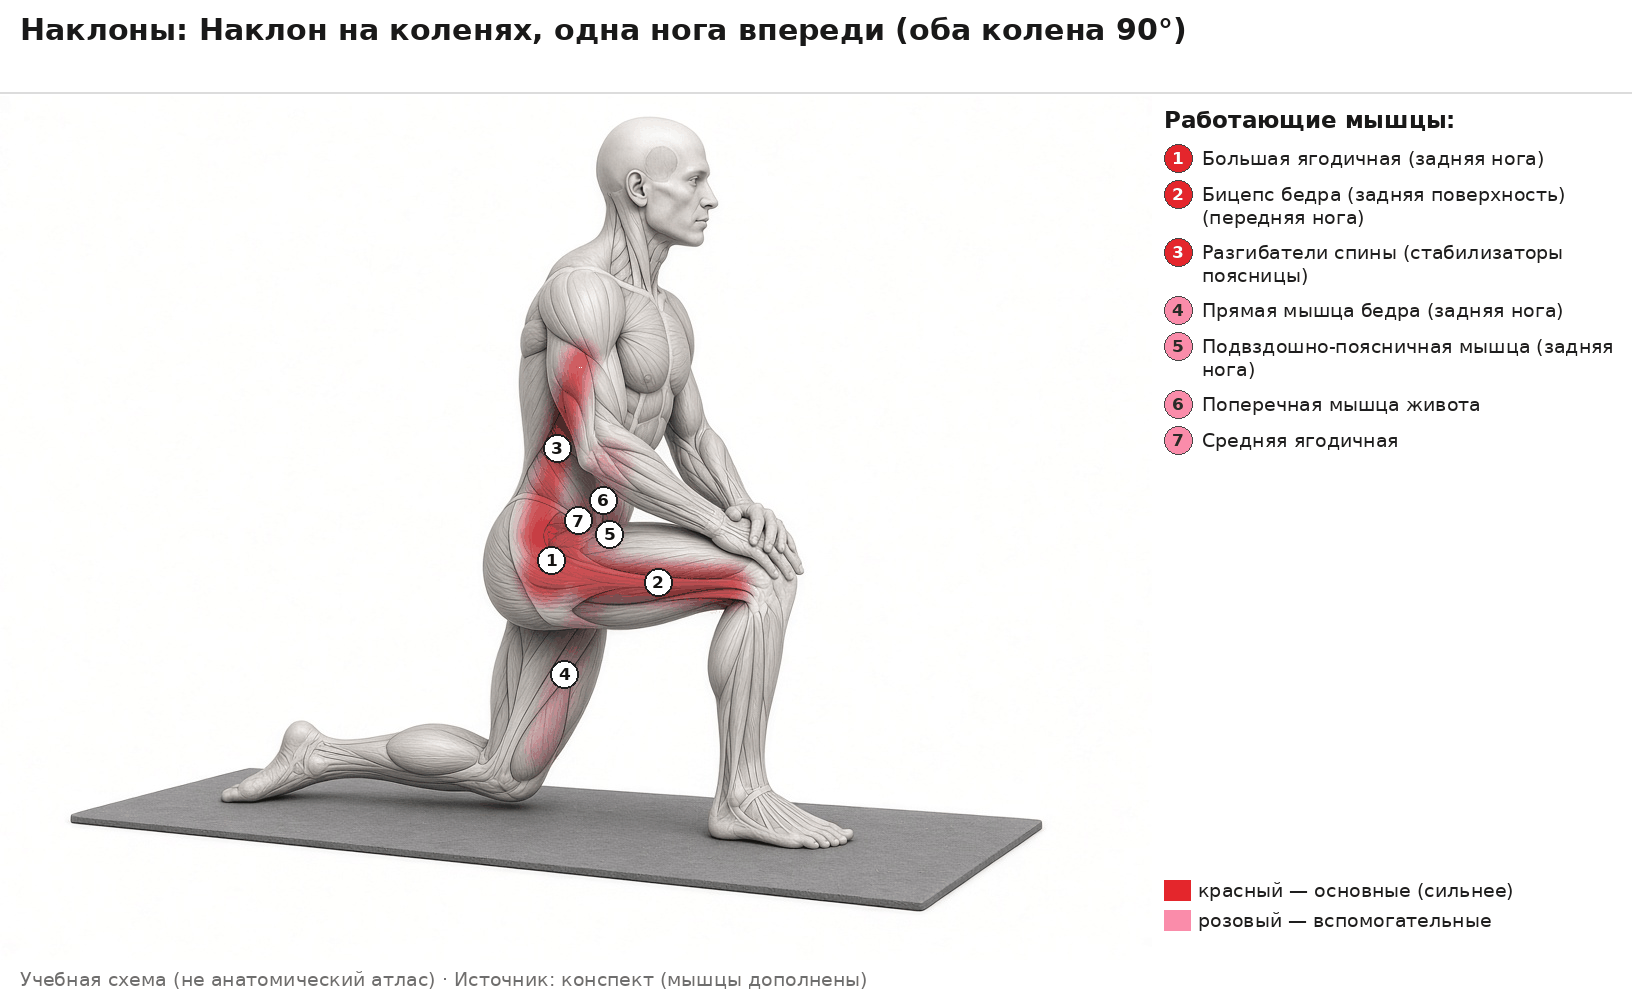 Наклоны: Наклон на коленях, одна нога впереди (оба колена 90°)
Работающие мышцы:
1 Большая ягодичная (задняя нога)
2 Бицепс бедра (задняя поверхность)
(передняя нога)
3 Разгибатели спины (стабилизаторы
поясницы)
4 Прямая мышца бедра (задняя нога)
5 Подвздошно-поясничная мышца (задняя
нога)
6 Поперечная мышца живота
7 Средняя ягодичная
3
6
7
5
1
2
4
красный — основные (сильнее)
розовый — вспомогательные
Учебная схема (не анатомический атлас) · Источник: конспект (мышцы дополнены)